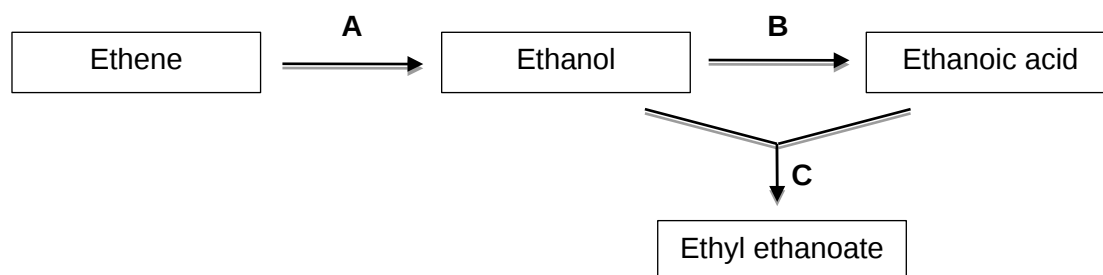 A
B
Ethene
Ethanol
Ethanoic acid
C
Ethyl ethanoate